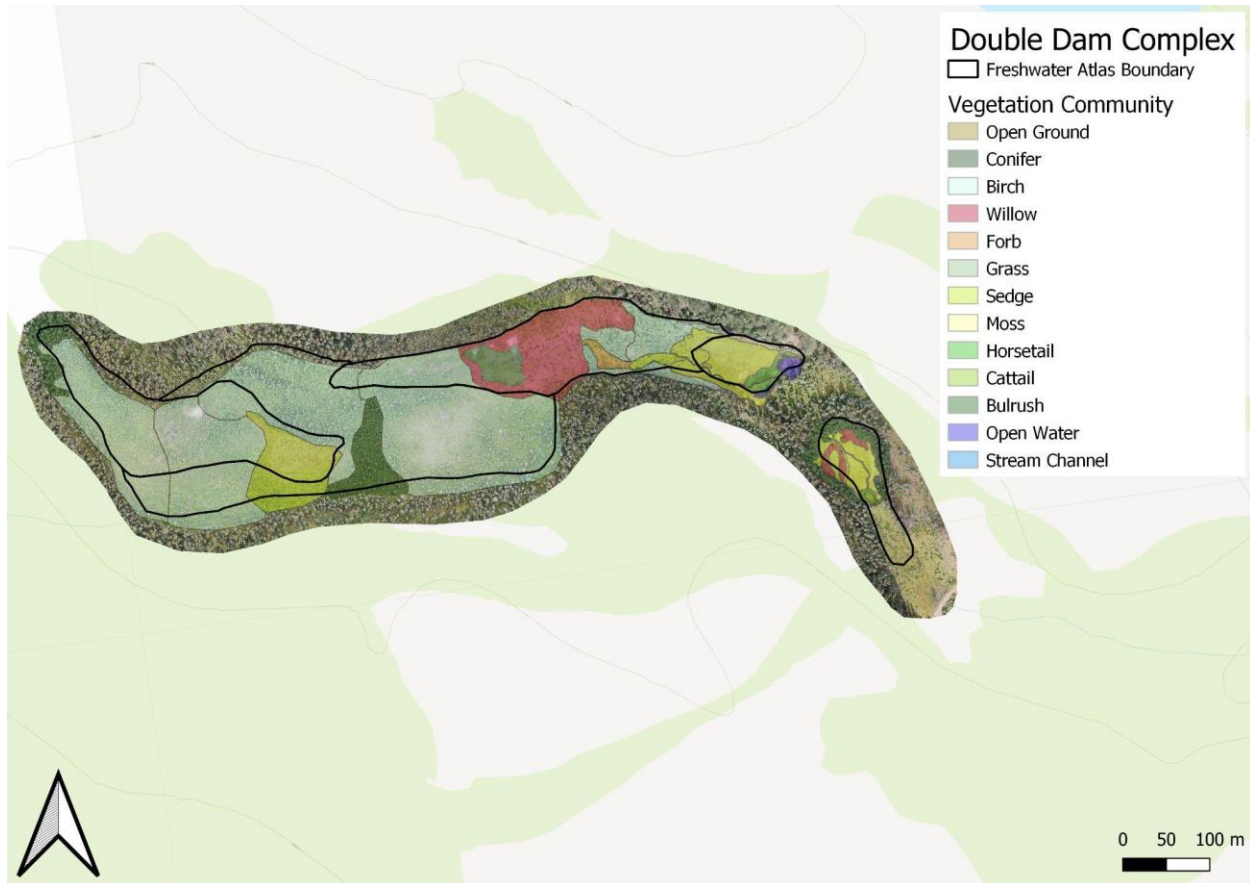 Double Dam Complex
Freshwater Atlas Boundary
Vegetation Community
Open Ground
Conifer
Birch
Willow
Forb
Grass
Sedge
Moss
Horsetail
Cattail
Bulrush
Open Water
Stream Channel
0 50 100 m